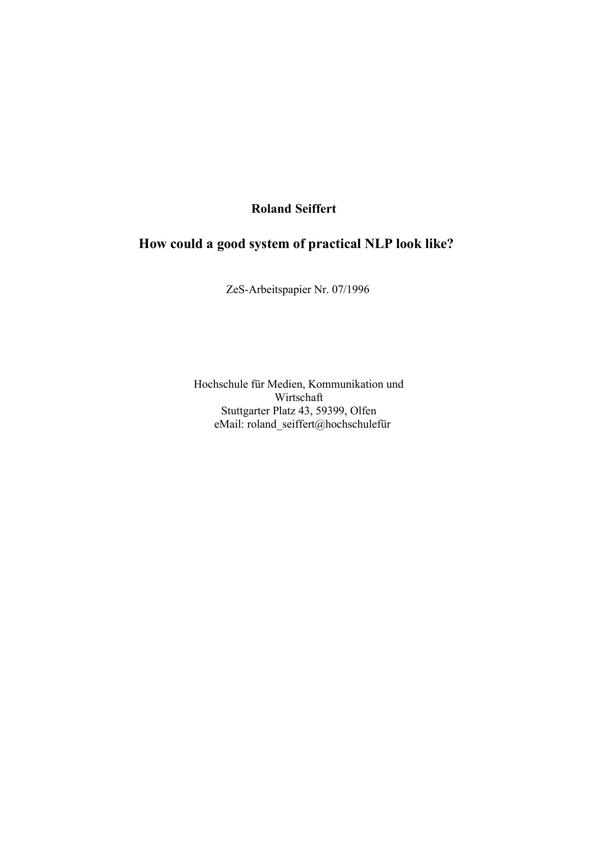 Roland Seiffert
How could a good system of practical NLP look like?
ZeS-Arbeitspapier Nr. 07/1996
Hochschule für Medien, Kommunikation und
Wirtschaft
Stuttgarter Platz 43, 59399, Olfen
eMail: roland_seiffert@hochschulefür